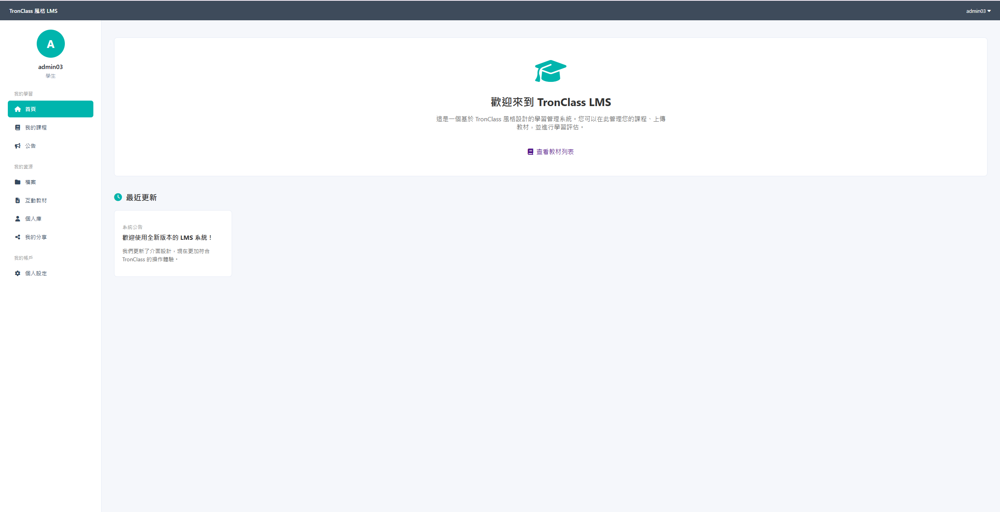 TronClass 風格 LMS
admin03
A
admin03
學生
我的學習
首頁
我的課程
公告
我的資源
檔案
互動教材
個人庫
我的分享
我的帳戶
個人設定
歡迎來到 TronClass LMS
這是一個基於 TronClass 風格設計的學習管理系統。您可以在此管理您的課程、上傳
教材，並進行學習評估。
查看教材列表
最近更新
系統公告
歡迎使用全新版本的 LMS 系統！
我們更新了介面設計，現在更加符合
TronClass 的操作體驗。